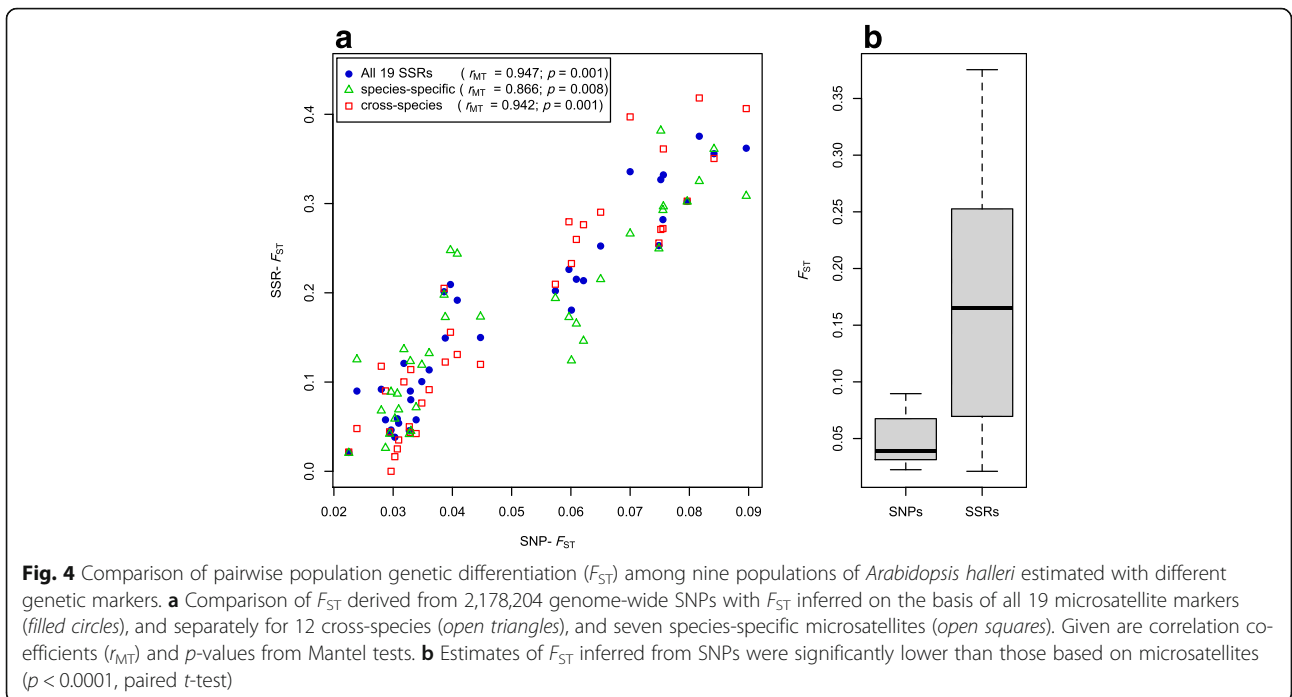 a
All 19 SSRs ( rMT = 0.947; p = 0.001)
species-specific ( rMT = 0.866; p = 0.008)
cross-species ( rMT = 0.942; p = 0.001)
SSR- FST
0.4
0.3
0.2
0.1
0.0
0.02 0.03 0.04 0.05 0.06 0.07 0.08 0.09
SNP- FST
b
FST
0.35
0.30
0.25
0.20
0.15
0.10
0.05
SNPs SSRs
Fig. 4 Comparison of pairwise population genetic differentiation (FST) among nine populations of Arabidopsis halleri estimated with different
genetic markers. a Comparison of FST derived from 2,178,204 genome-wide SNPs with FST inferred on the basis of all 19 microsatellite markers
(filled circles), and separately for 12 cross-species (open triangles), and seven species-specific microsatellites (open squares). Given are correlation co-
efficients (rMT) and p-values from Mantel tests. b Estimates of FST inferred from SNPs were significantly lower than those based on microsatellites
(p < 0.0001, paired t-test)